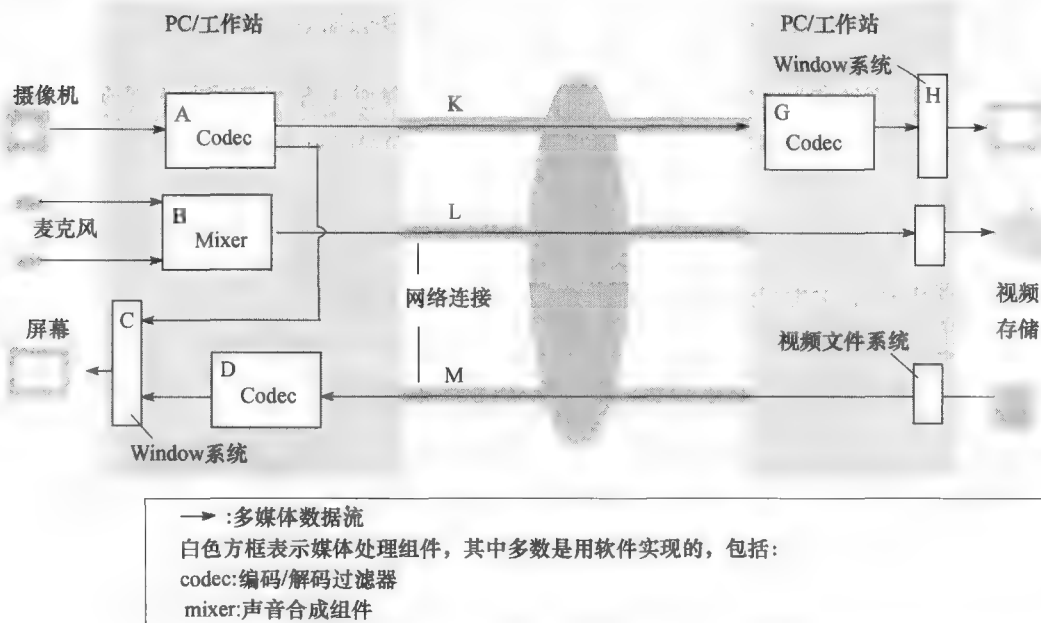 PC/工作站
PC/工作站
Window系统
摄像机
A
Codec
K
G
Codec
H
麦克风
B
Mixer
L
网络连接
视频
存储
屏幕
C
D
Codec
M
视频文件系统
Window系统
→ :多媒体数据流
白色方框表示媒体处理组件，其中多数是用软件实现的，包括：
codec:编码/解码过滤器
mixer:声音合成组件